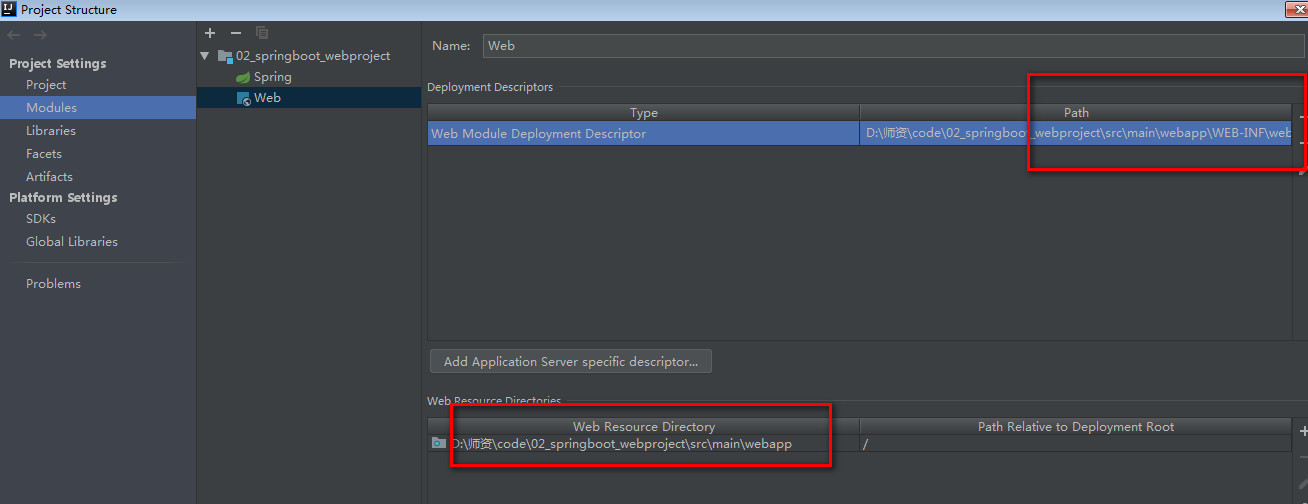 Project Structure
Project Settings
Project
Modules
Libraries
Facets
Artifacts
Platform Settings
SDKs
Global Libraries
Problems
02_springboot_webproject
Spring
Web
Name: Web
Deployment Descriptors
Type Path
Web Module Deployment Descriptor D:\师资\code\02_springboot_webproject\src\main\webapp\WEB-INF\web
Add Application Server specific descriptor...
Web Resource Directories
Web Resource Directory Path Relative to Deployment Root
D:\师资\code\02_springboot_webproject\src\main\webapp /